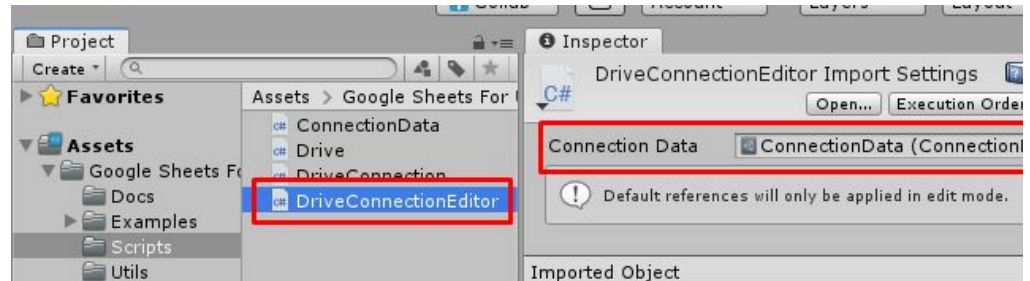 Account
Project
Inspector
Create
DriveConnectionEditor Import Settings
C#
Open...
Execution Order
Favorites
Assets > Google Sheets For
ConnectionData
Connection Data
ConnectionData (Connection
Assets
Drive
Google Sheets Fo
DriveConnection
Default references will only be applied in edit mode.
Docs
DriveConnectionEditor
Examples
Scripts
Utils
Imported Object